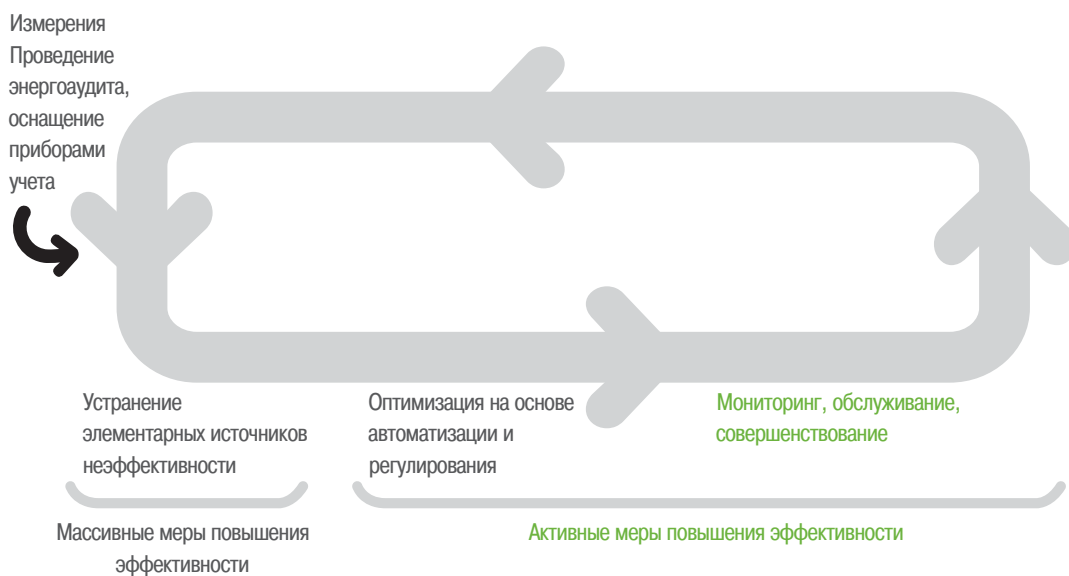 Измерения
Проведение
энергоаудита,
оснащение
приборами
учета
Устранение
элементарных источников
неэффективности
Оптимизация на основе
автоматизации и
регулирования
Мониторинг, обслуживание,
совершенствование
Массивные меры повышения
эффективности
Активные меры повышения эффективности